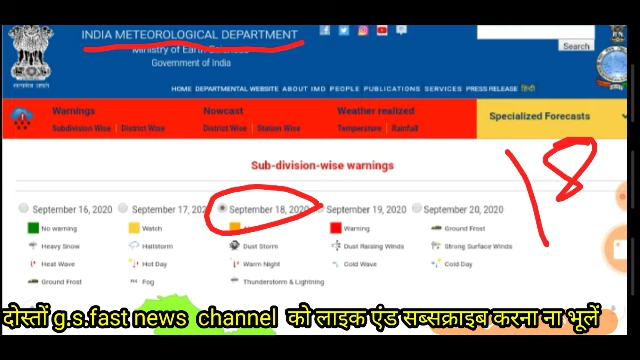 INDIA METEOROLOGICAL DEPARTMENT
Ministry of Earth Sciences
Government of India
सत्यमेव जयते
Search
HOME DEPARTMENTAL WEBSITE ABOUT IMD PEOPLE PUBLICATIONS SERVICES PRESS RELEASE हिंदी
Warnings Nowcast Weather realized Specialized Forecasts
Subdivision Wise District Wise District Wise Station Wise Temperature Rainfall
Sub-division-wise warnings
18
September 16, 2020 September 17, 2020 September 18, 2020 September 19, 2020 September 20, 2020
No warning Watch Warning Ground Frost
Heavy Snow Hailstorm Dust Storm Dust Raising Winds Strong Surface Winds
Heat Wave Hot Day Warm Night Cold Wave Cold Day
Ground Frost Fog Thunderstorm & Lightning
दोस्तों g.s.fast news channel को लाइक एंड सब्सक्राइब करना ना भूलें